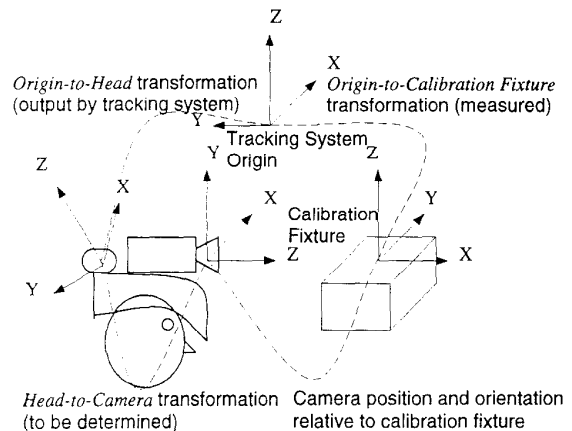 Z
X
Origin-to-Head transformation
(output by tracking system)
Origin-to-Calibration Fixture
transformation (measured)
Y
Tracking System
Origin
Z
X
Y
X
Z
Y
Calibration
Fixture
Z
X
Y
Head-to-Camera transformation
(to be determined)
Camera position and orientation
relative to calibration fixture